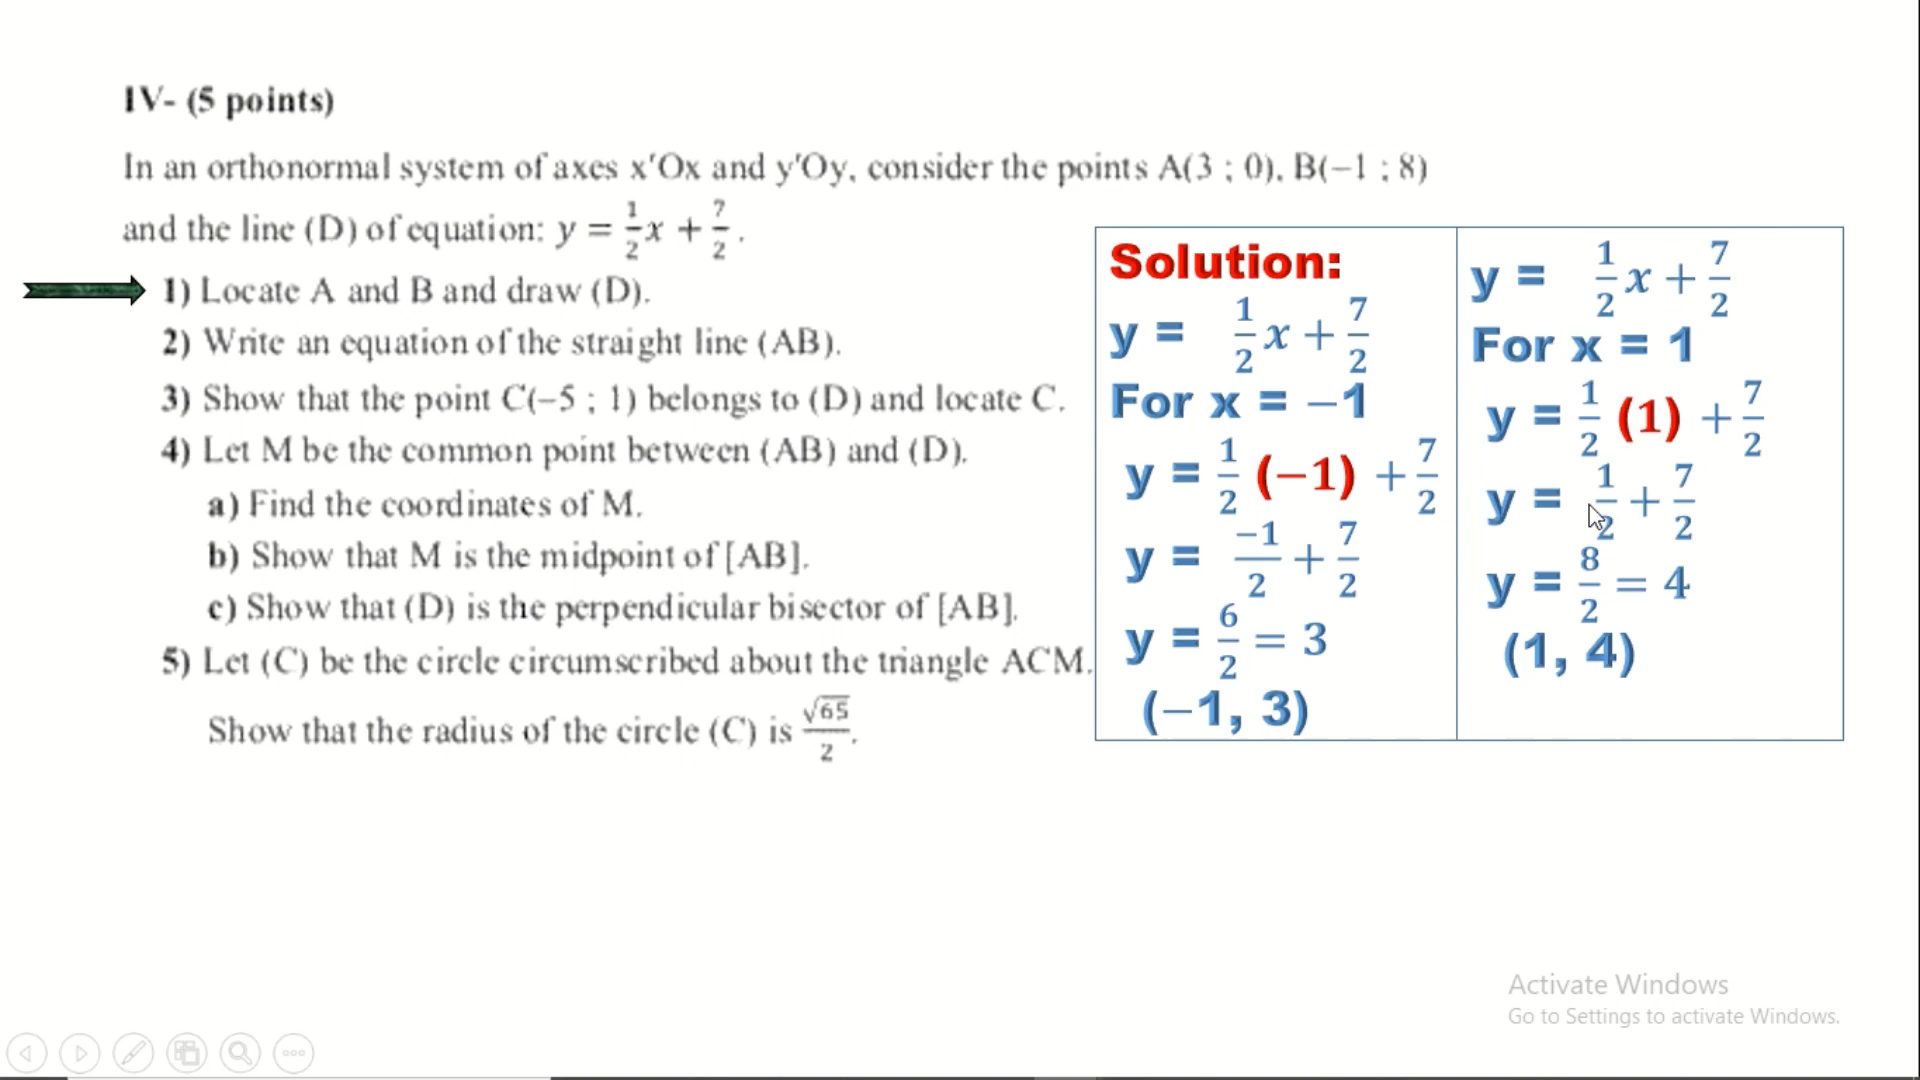 IV- (5 points)
In an orthonormal system of axes x'Ox and y'Oy, consider the points A(3 ; 0), B(−1 ; 8)
and the line (D) of equation: y = 1/2 x + 7/2 .
1) Locate A and B and draw (D).
2) Write an equation of the straight line (AB).
3) Show that the point C(−5 ; 1) belongs to (D) and locate C.
4) Let M be the common point between (AB) and (D).
a) Find the coordinates of M.
b) Show that M is the midpoint of [AB].
c) Show that (D) is the perpendicular bisector of [AB].
5) Let (C) be the circle circumscribed about the triangle ACM.
Show that the radius of the circle (C) is √65/2.
Solution:
y = 1/2 x + 7/2
For x = −1
y = 1/2 (−1) + 7/2
y = −1/2 + 7/2
y = 6/2 = 3
(−1, 3)
y = 1/2 x + 7/2
For x = 1
y = 1/2 (1) + 7/2
y = 1/2 + 7/2
y = 8/2 = 4
(1, 4)
Activate Windows
Go to Settings to activate Windows.